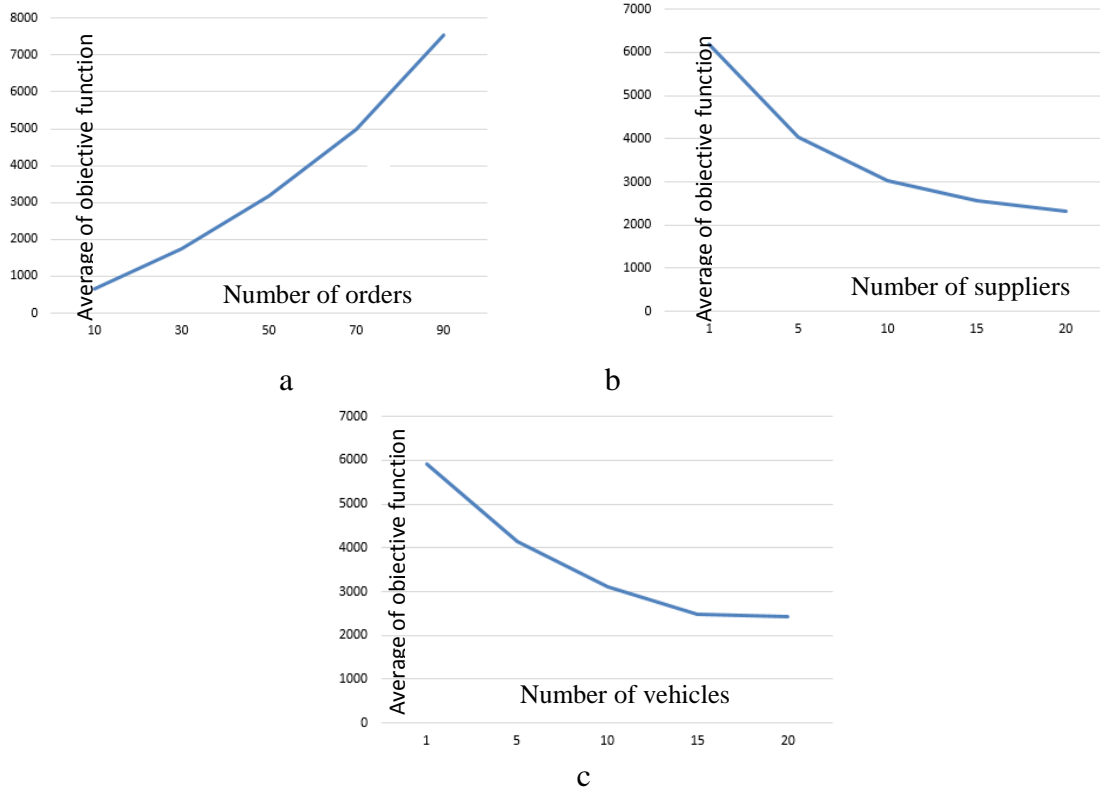 8000
7000
6000
5000
4000
3000
2000
1000
0
Average of obiective function
Number of orders
10 30 50 70 90
a
7000
6000
5000
4000
3000
2000
1000
0
Average of obiective function
Number of suppliers
1 5 10 15 20
b
7000
6000
5000
4000
3000
2000
1000
0
Average of obiective function
Number of vehicles
1 5 10 15 20
c